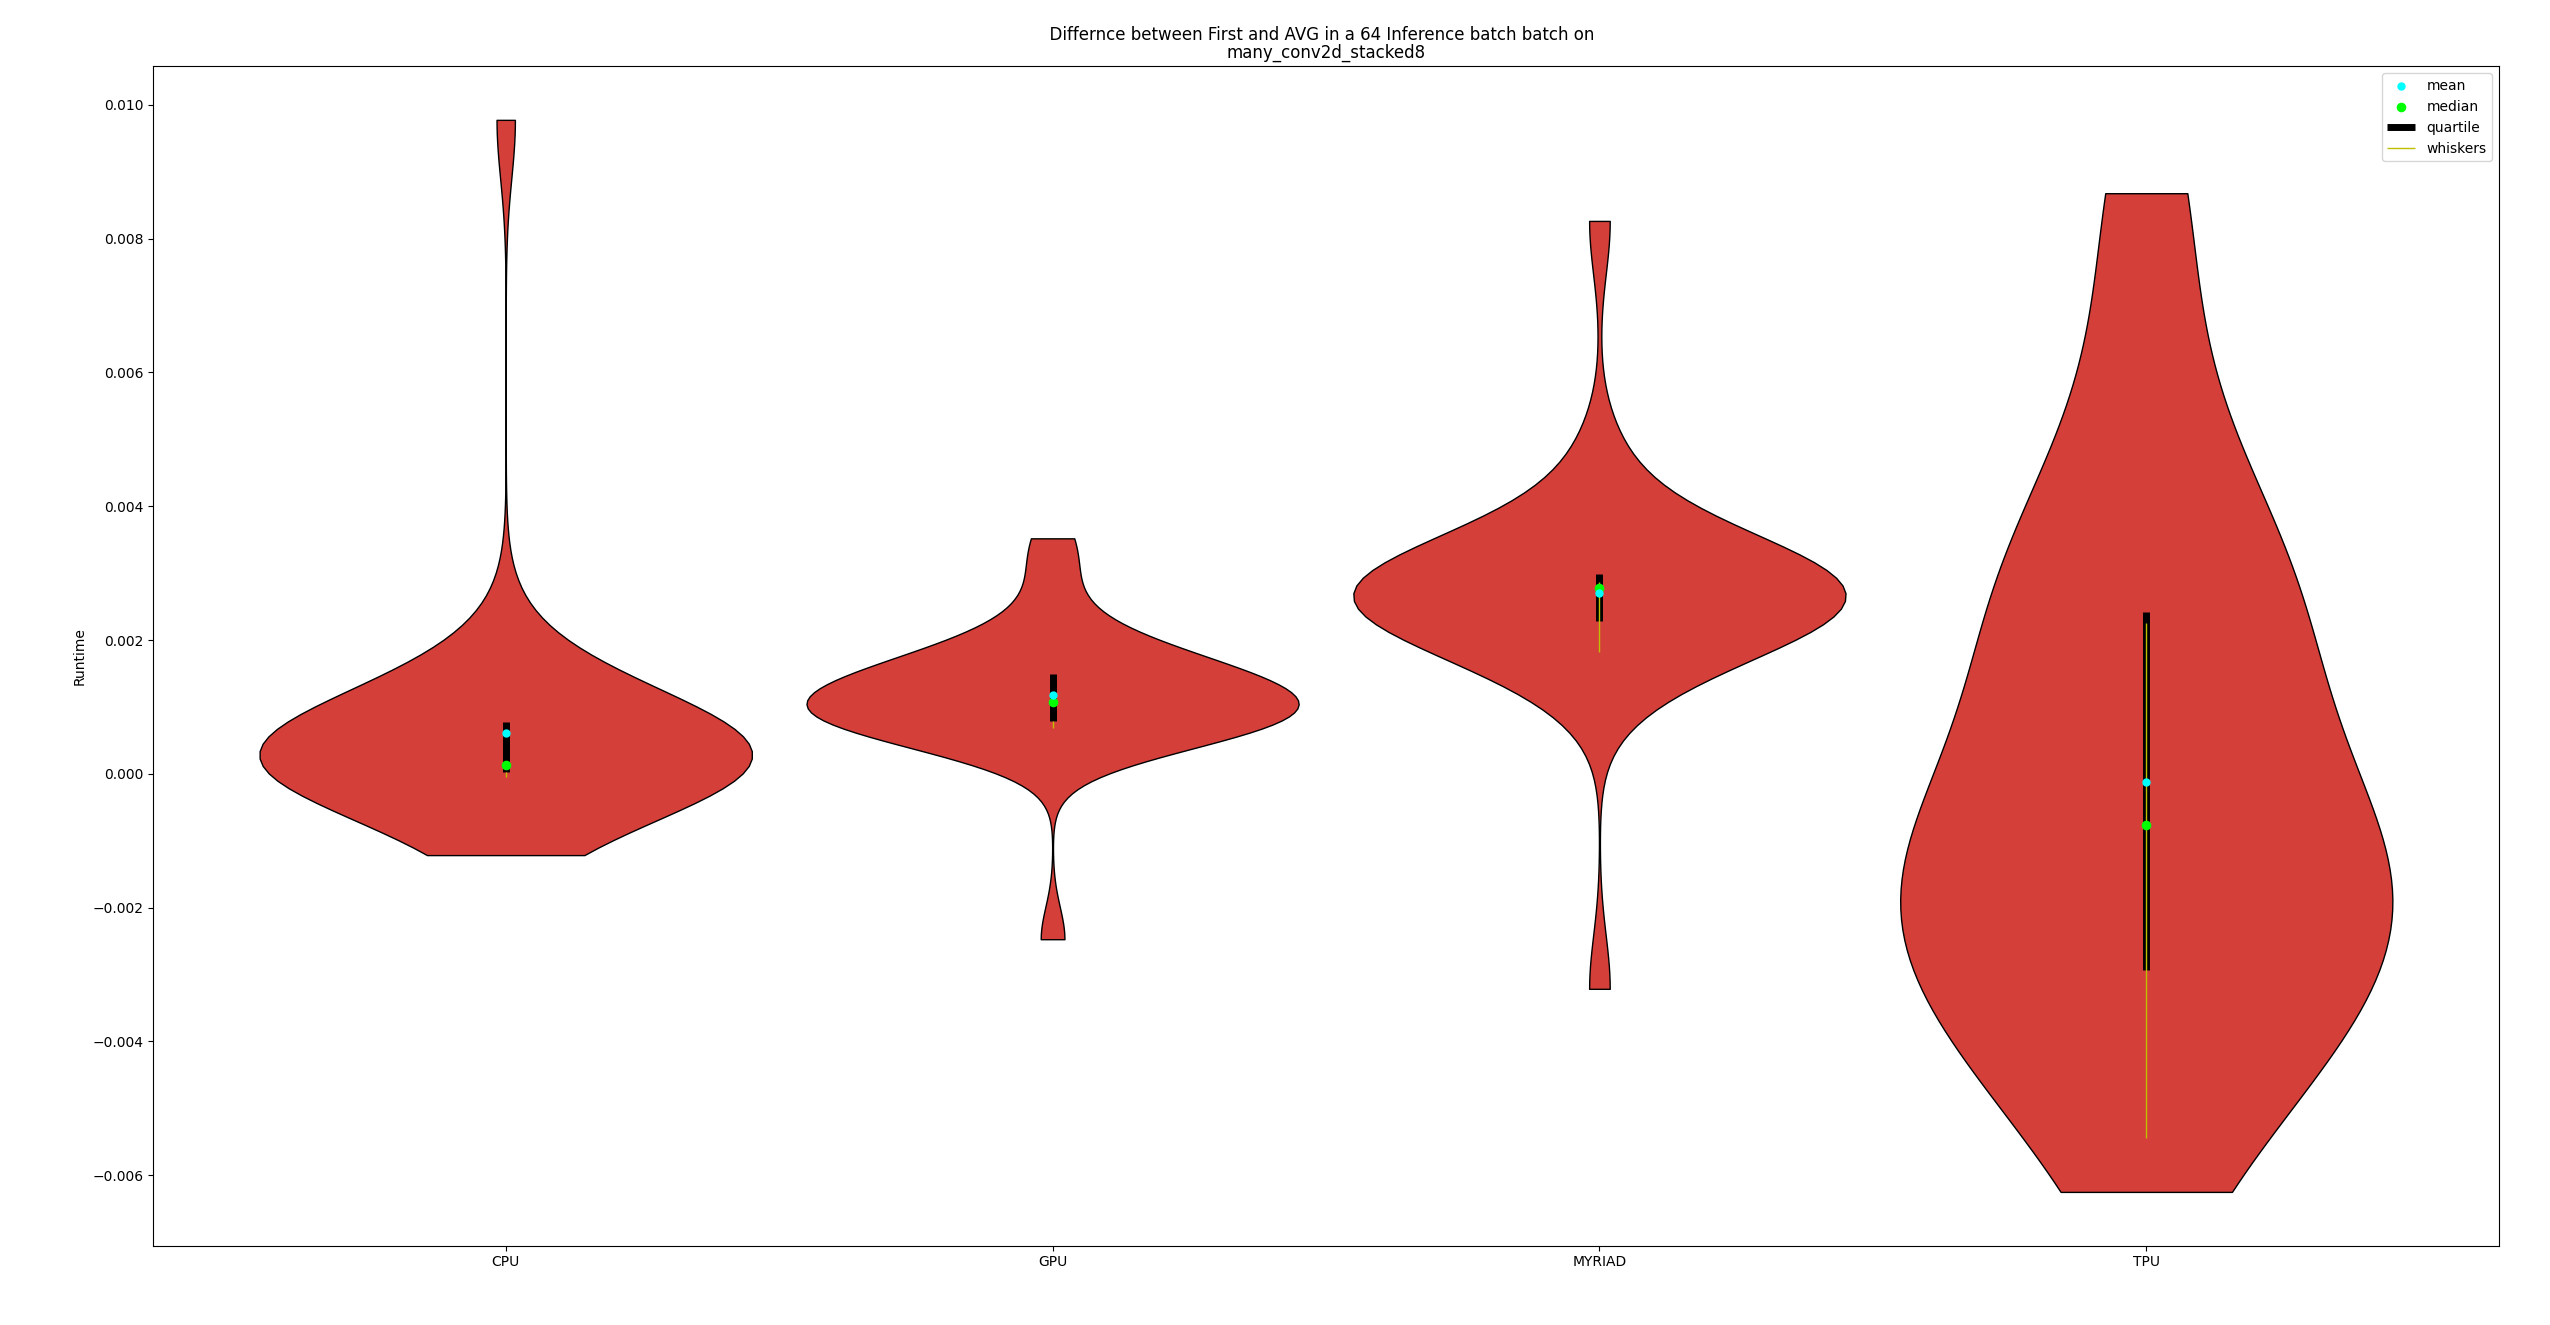 Differnce between First and AVG in a 64 Inference batch batch on
many_conv2d_stacked8
mean
median
quartile
whiskers
0.010
0.008
0.006
0.004
0.002
0.000
−0.002
−0.004
−0.006
Runtime
CPU
GPU
MYRIAD
TPU